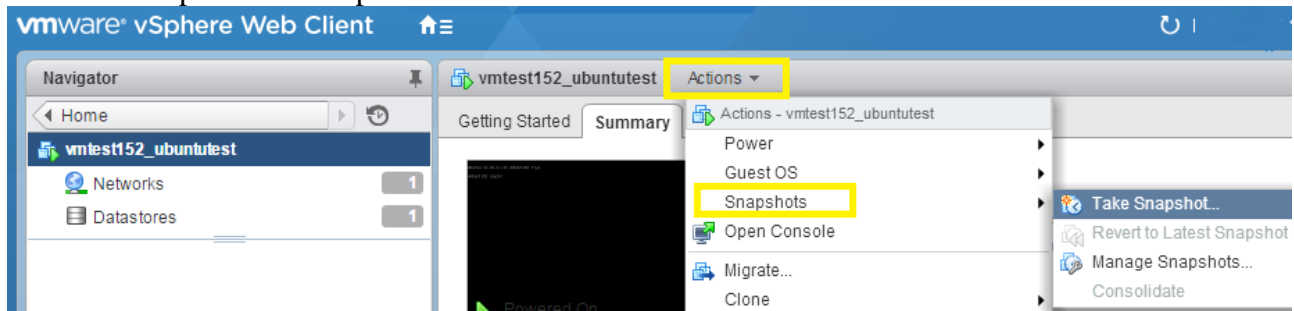 vmware® vSphere Web Client
Navigator
Home
vmtest152_ubuntutest
Networks 1
Datastores 1
vmtest152_ubuntutest Actions
Getting Started Summary
Powered On
Actions - vmtest152_ubuntutest
Power
Guest OS
Snapshots
Open Console
Migrate...
Clone
Take Snapshot...
Revert to Latest Snapshot
Manage Snapshots...
Consolidate